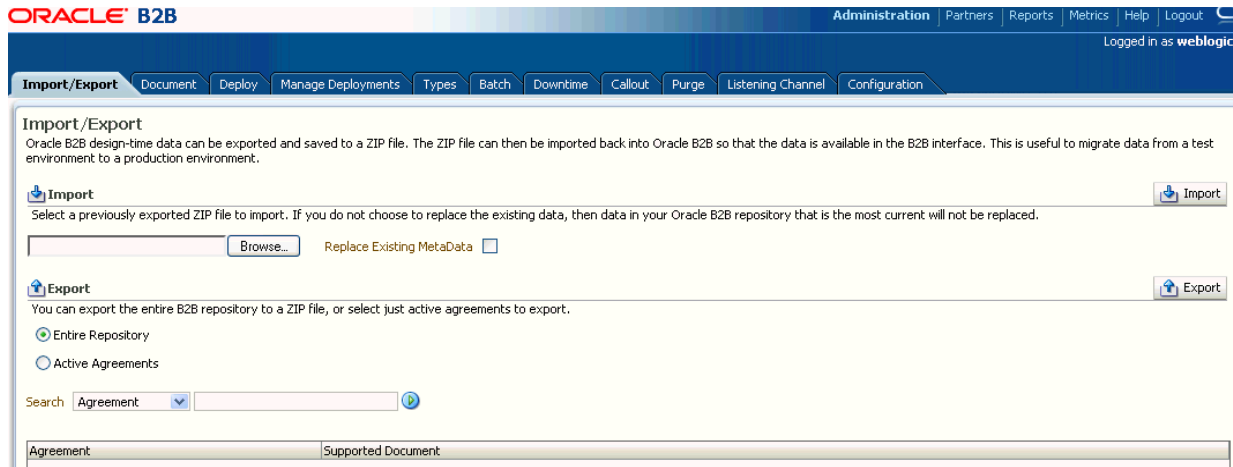 ORACLE B2B
Administration Partners Reports Metrics Help Logout
Logged in as weblogic
Import/Export Document Deploy Manage Deployments Types Batch Downtime Callout Purge Listening Channel Configuration
Import/Export
Oracle B2B design-time data can be exported and saved to a ZIP file. The ZIP file can then be imported back into Oracle B2B so that the data is available in the B2B interface. This is useful to migrate data from a test
environment to a production environment.
Import Import
Select a previously exported ZIP file to import. If you do not choose to replace the existing data, then data in your Oracle B2B repository that is the most current will not be replaced.
Browse... Replace Existing MetaData
Export Export
You can export the entire B2B repository to a ZIP file, or select just active agreements to export.
Entire Repository
Active Agreements
Search Agreement
Agreement Supported Document